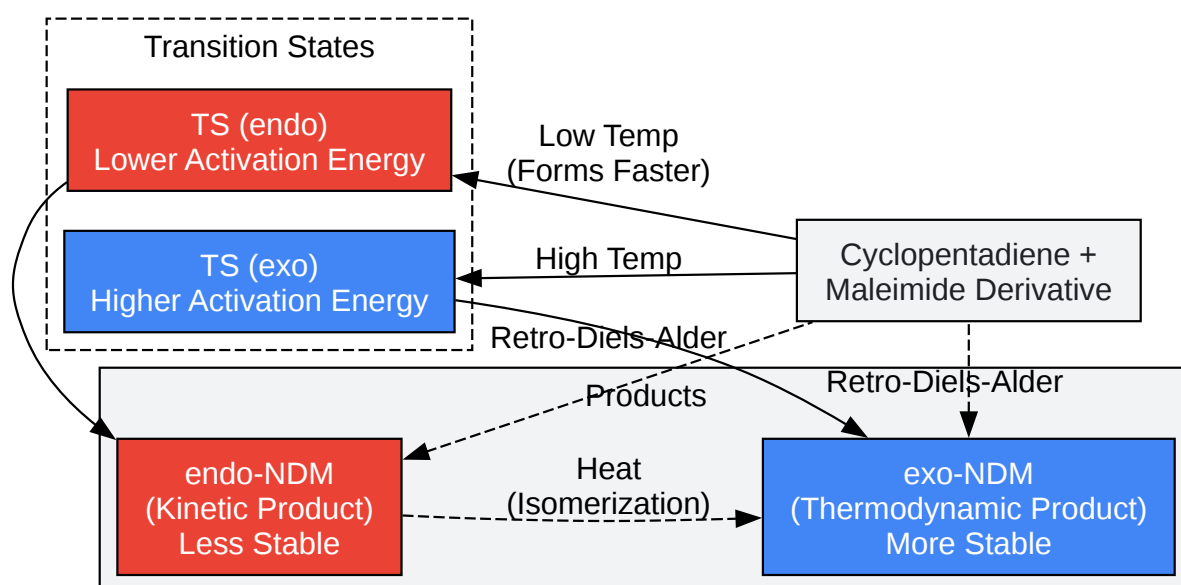 Transition States
TS (endo)
Lower Activation Energy
Low Temp
(Forms Faster)
TS (exo)
Higher Activation Energy
High Temp
Cyclopentadiene +
Maleimide Derivative
Retro-Diels-Alder
Retro-Diels-Alder
Products
endo-NDM
(Kinetic Product)
Less Stable
Heat
(Isomerization)
exo-NDM
(Thermodynamic Product)
More Stable